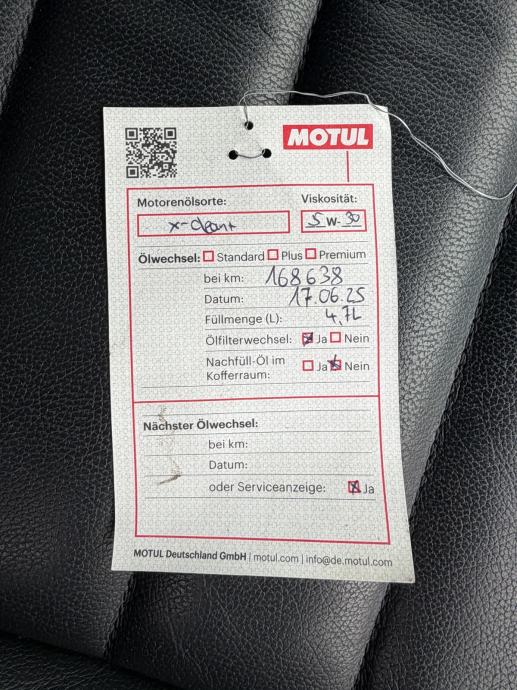 MOTUL
Motorenölsorte: Viskosität:
x-clean+ 5 W- 30
Ölwechsel: Standard Plus Premium
bei km: 168638
Datum: 17.06.25
Füllmenge (L): 4,7L
Ölfilterwechsel: Ja Nein
Nachfüll-Öl im
Kofferraum: Ja Nein
Nächster Ölwechsel:
bei km:
Datum:
oder Serviceanzeige: Ja
MOTUL Deutschland GmbH | motul.com | info@de.motul.com